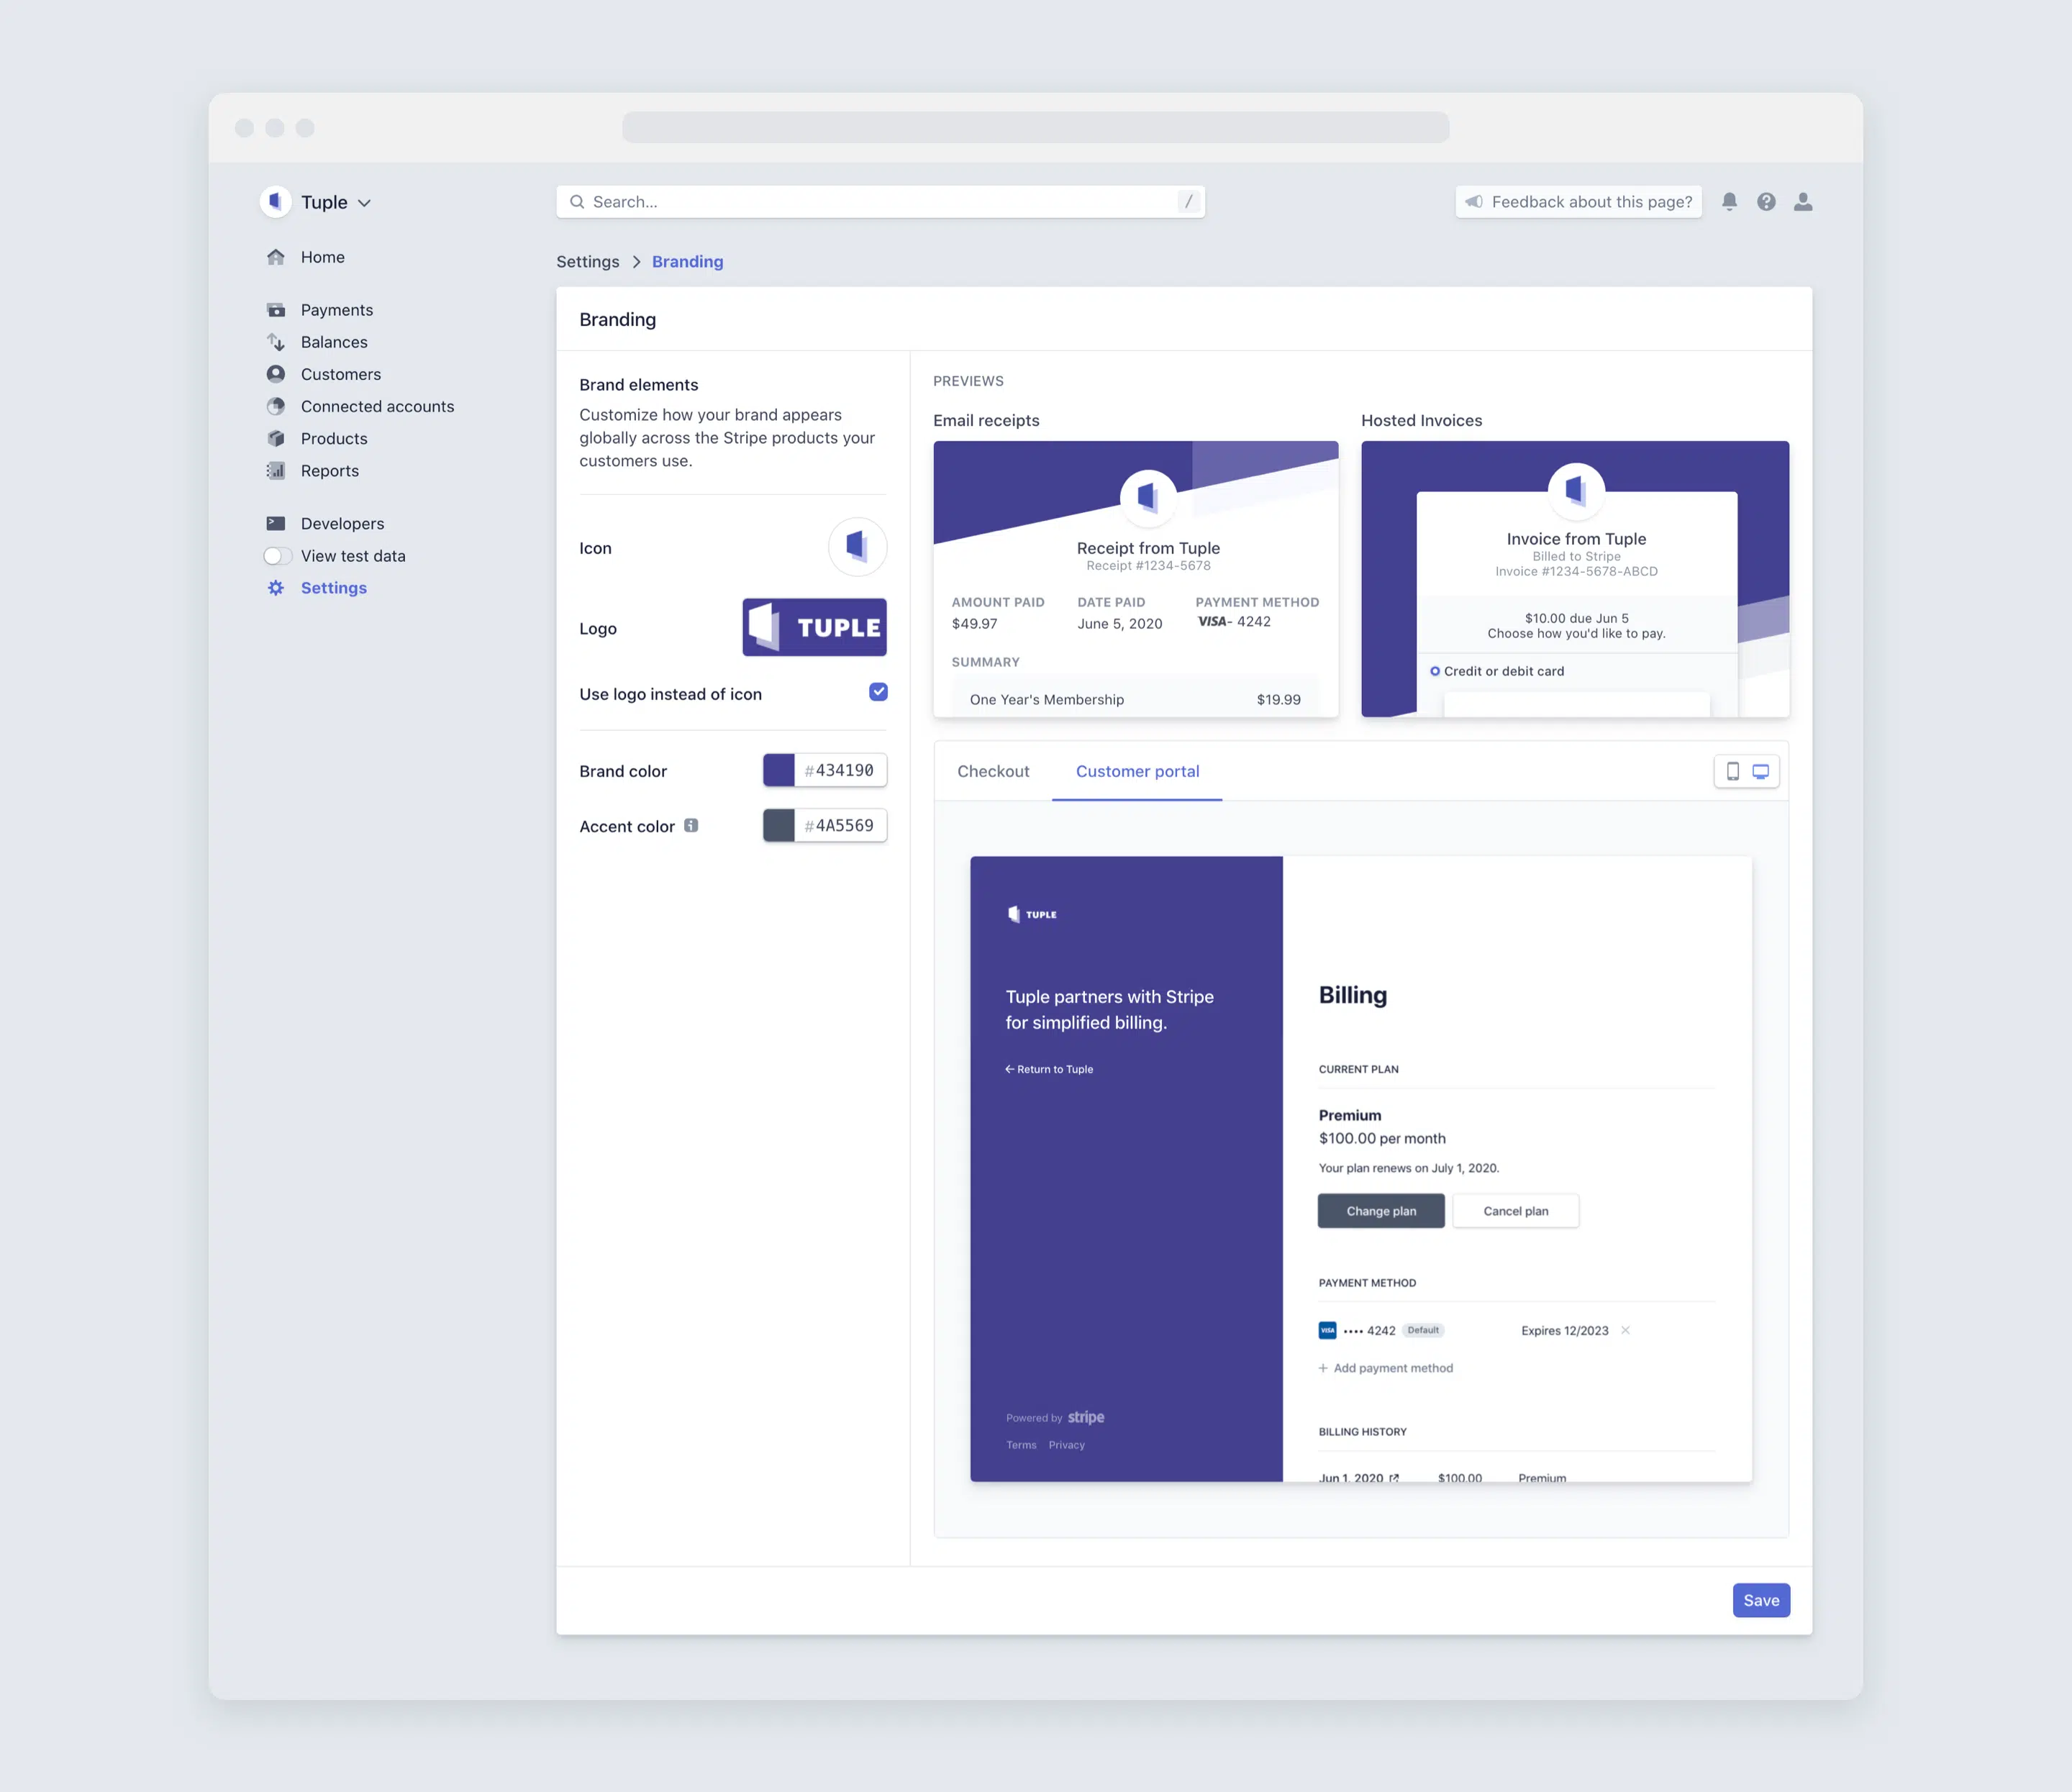 Tuple
Search...
/
Feedback about this page?
Home
Payments
Balances
Customers
Connected accounts
Products
Reports
Developers
View test data
Settings
Settings > Branding
Branding
Brand elements
Customize how your brand appears
globally across the Stripe products your
customers use.
Icon
Logo
TUPLE
Use logo instead of icon
Brand color
#434190
Accent color
#4A5569
PREVIEWS
Email receipts
Receipt from Tuple
Receipt #1234-5678
AMOUNT PAID DATE PAID PAYMENT METHOD
$49.97 June 5, 2020 VISA- 4242
SUMMARY
One Year's Membership $19.99
Hosted Invoices
Invoice from Tuple
Billed to Stripe
Invoice #1234-5678-ABCD
$10.00 due Jun 5
Choose how you'd like to pay.
Credit or debit card
Checkout
Customer portal
TUPLE
Tuple partners with Stripe
for simplified billing.
← Return to Tuple
Powered by stripe
Terms Privacy
Billing
CURRENT PLAN
Premium
$100.00 per month
Your plan renews on July 1, 2020.
Change plan
Cancel plan
PAYMENT METHOD
VISA •••• 4242 Default Expires 12/2023 ×
+ Add payment method
BILLING HISTORY
Jun 1, 2020 $100.00 Premium
Save